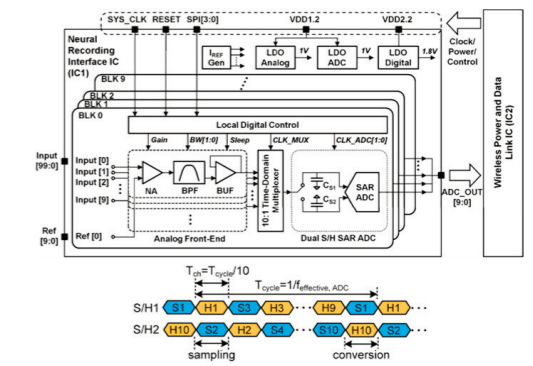 SYS_CLK RESET SPI[3:0] VDD1.2 VDD2.2
Neural
Recording
Interface IC
(IC1)
IREF
Gen
LDO
Analog
1V
LDO
ADC
1V
LDO
Digital
1.8V
Clock/
Power/
Control
Wireless Power and Data
Link IC (IC2)
BLK 9
BLK 2
BLK 1
BLK 0
Local Digital Control
Gain BW[1:0] Sleep CLK_MUX CLK_ADC[1:0]
Input
[99:0]
Input [0]
Input [1]
Input [2]
Input [9]
NA BPF BUF
10:1 Time-Domain
Multiplexer
CS1
CS2
SAR
ADC
ADC_OUT
[9:0]
Ref
[9:0]
Ref [0]
Analog Front-End
Dual S/H SAR ADC
Tch=Tcycle/10
Tcycle=1/feffective, ADC
S/H1 S1 H1 S3 H3 H9 S1 H1
S/H2 H10 S2 H2 S4 S10 H10 S2
sampling conversion